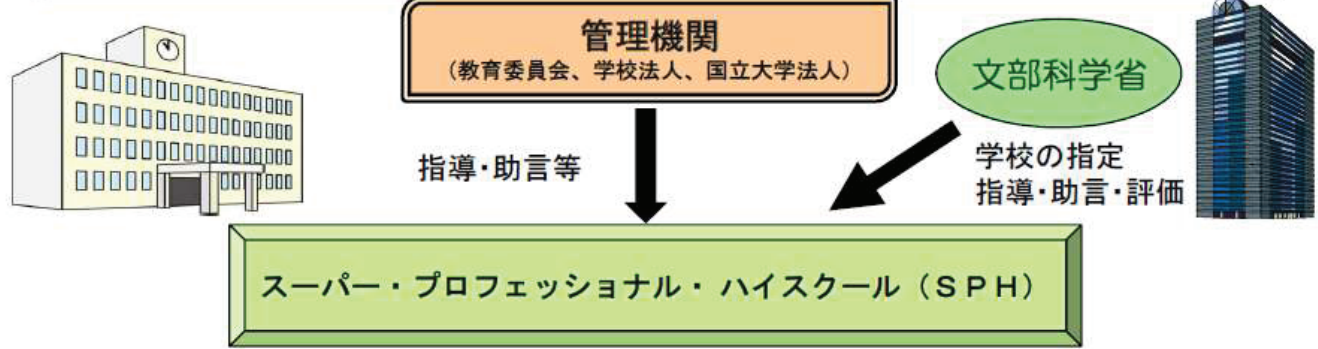 管理機関
（教育委員会、学校法人、国立大学法人）
文部科学省
指導・助言等
学校の指定
指導・助言・評価
スーパー・プロフェッショナル・ハイスクール（ＳＰＨ）